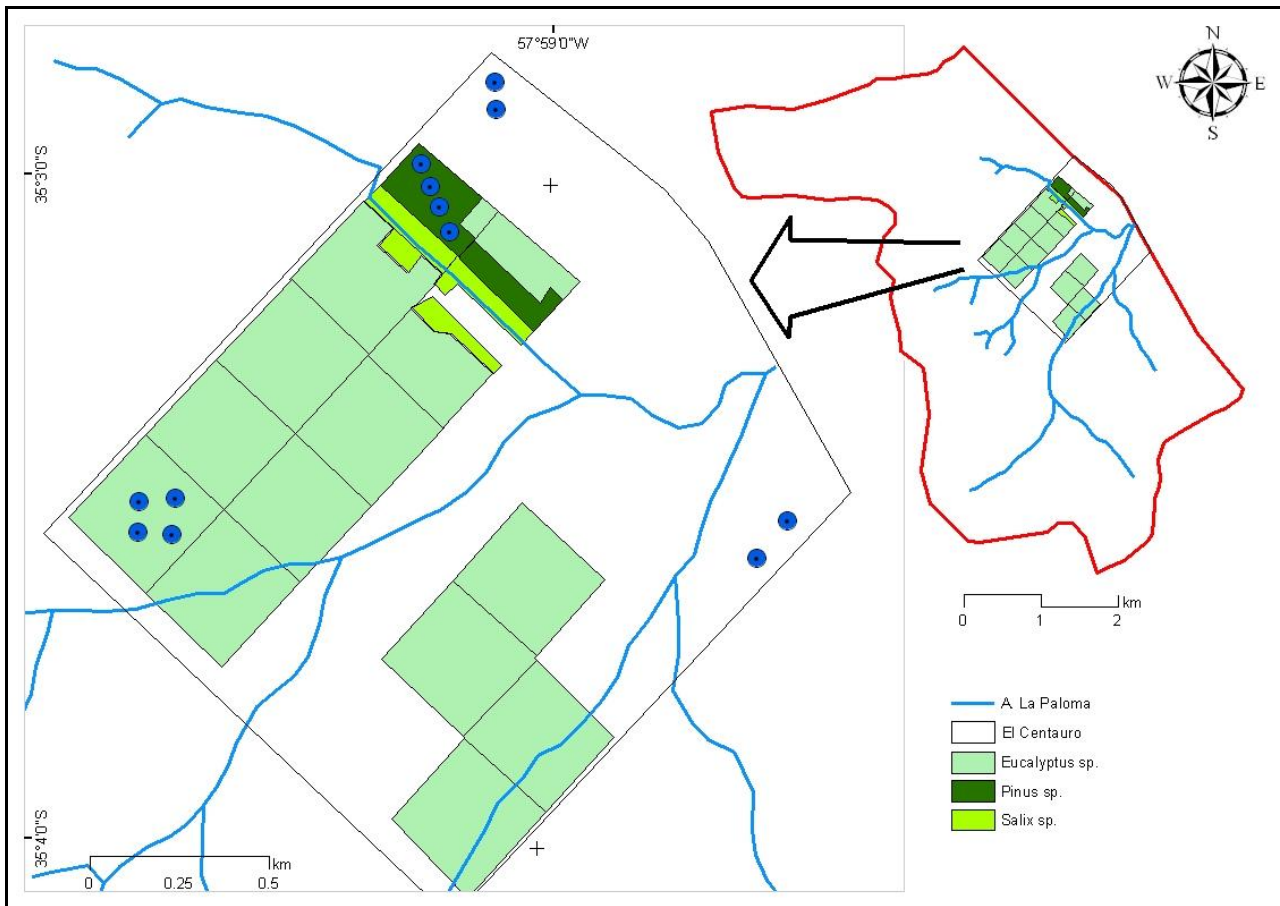 57°59'0"W
N
W E
S
35°3'0"S
km
0 1 2
A. La Paloma
El Centauro
Eucalyptus sp.
Pinus sp.
Salix sp.
35°4'0"S
km
0 0.25 0.5